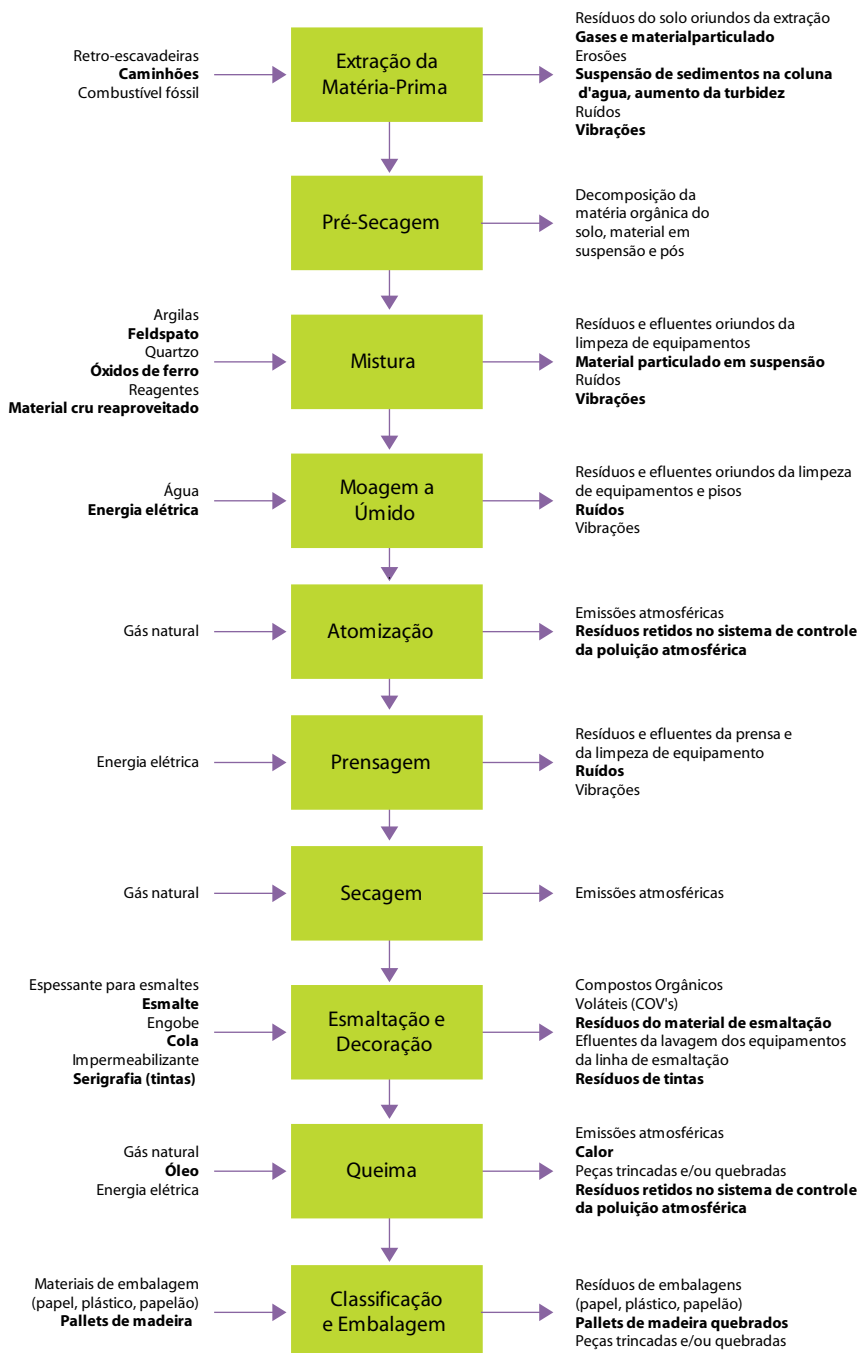 Retro-escavadeiras
Caminhões
Combustível fóssil
Extração da
Matéria-Prima
Resíduos do solo oriundos da extração
Gases e materialparticulado
Erosões
Suspensão de sedimentos na coluna
d'agua, aumento da turbidez
Ruídos
Vibrações
Pré-Secagem
Decomposição da
matéria orgânica do
solo, material em
suspensão e pós
Argilas
Feldspato
Quartzo
Óxidos de ferro
Reagentes
Material cru reaproveitado
Mistura
Resíduos e efluentes oriundos da
limpeza de equipamentos
Material particulado em suspensão
Ruídos
Vibrações
Água
Energia elétrica
Moagem a
Úmido
Resíduos e efluentes oriundos da limpeza
de equipamentos e pisos
Ruídos
Vibrações
Gás natural
Atomização
Emissões atmosféricas
Resíduos retidos no sistema de controle
da poluição atmosférica
Energia elétrica
Prensagem
Resíduos e efluentes da prensa e
da limpeza de equipamento
Ruídos
Vibrações
Gás natural
Secagem
Emissões atmosféricas
Espessante para esmaltes
Esmalte
Engobe
Cola
Impermeabilizante
Serigrafia (tintas)
Esmaltação e
Decoração
Compostos Orgânicos
Voláteis (COV's)
Resíduos do material de esmaltação
Efluentes da lavagem dos equipamentos
da linha de esmaltação
Resíduos de tintas
Gás natural
Óleo
Energia elétrica
Queima
Emissões atmosféricas
Calor
Peças trincadas e/ou quebradas
Resíduos retidos no sistema de controle
da poluição atmosférica
Materiais de embalagem
(papel, plástico, papelão)
Pallets de madeira
Classificação
e Embalagem
Resíduos de embalagens
(papel, plástico, papelão)
Pallets de madeira quebrados
Peças trincadas e/ou quebradas